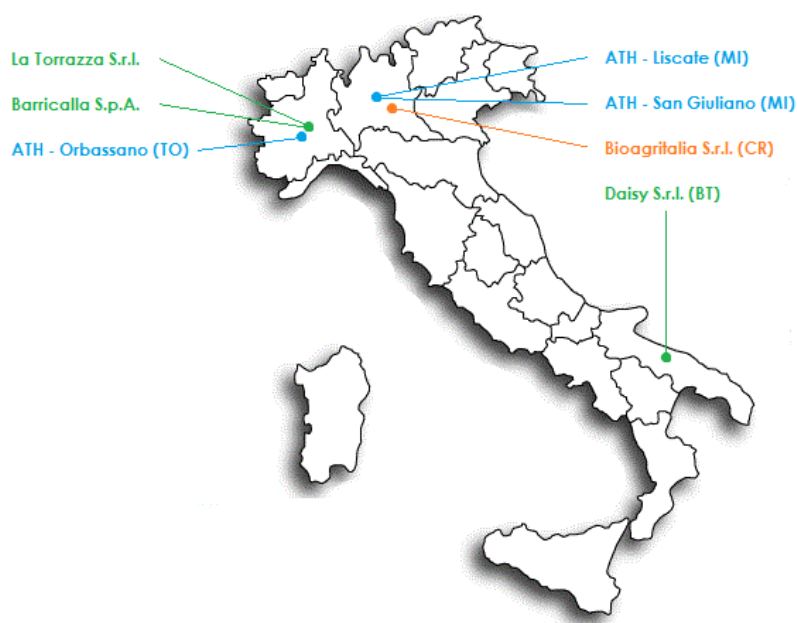 La Torrazza S.r.l.
Barricalla S.p.A.
ATH - Orbassano (TO)
ATH - Liscate (MI)
ATH - San Giuliano (MI)
Bioagritalia S.r.l. (CR)
Daisy S.r.l. (BT)